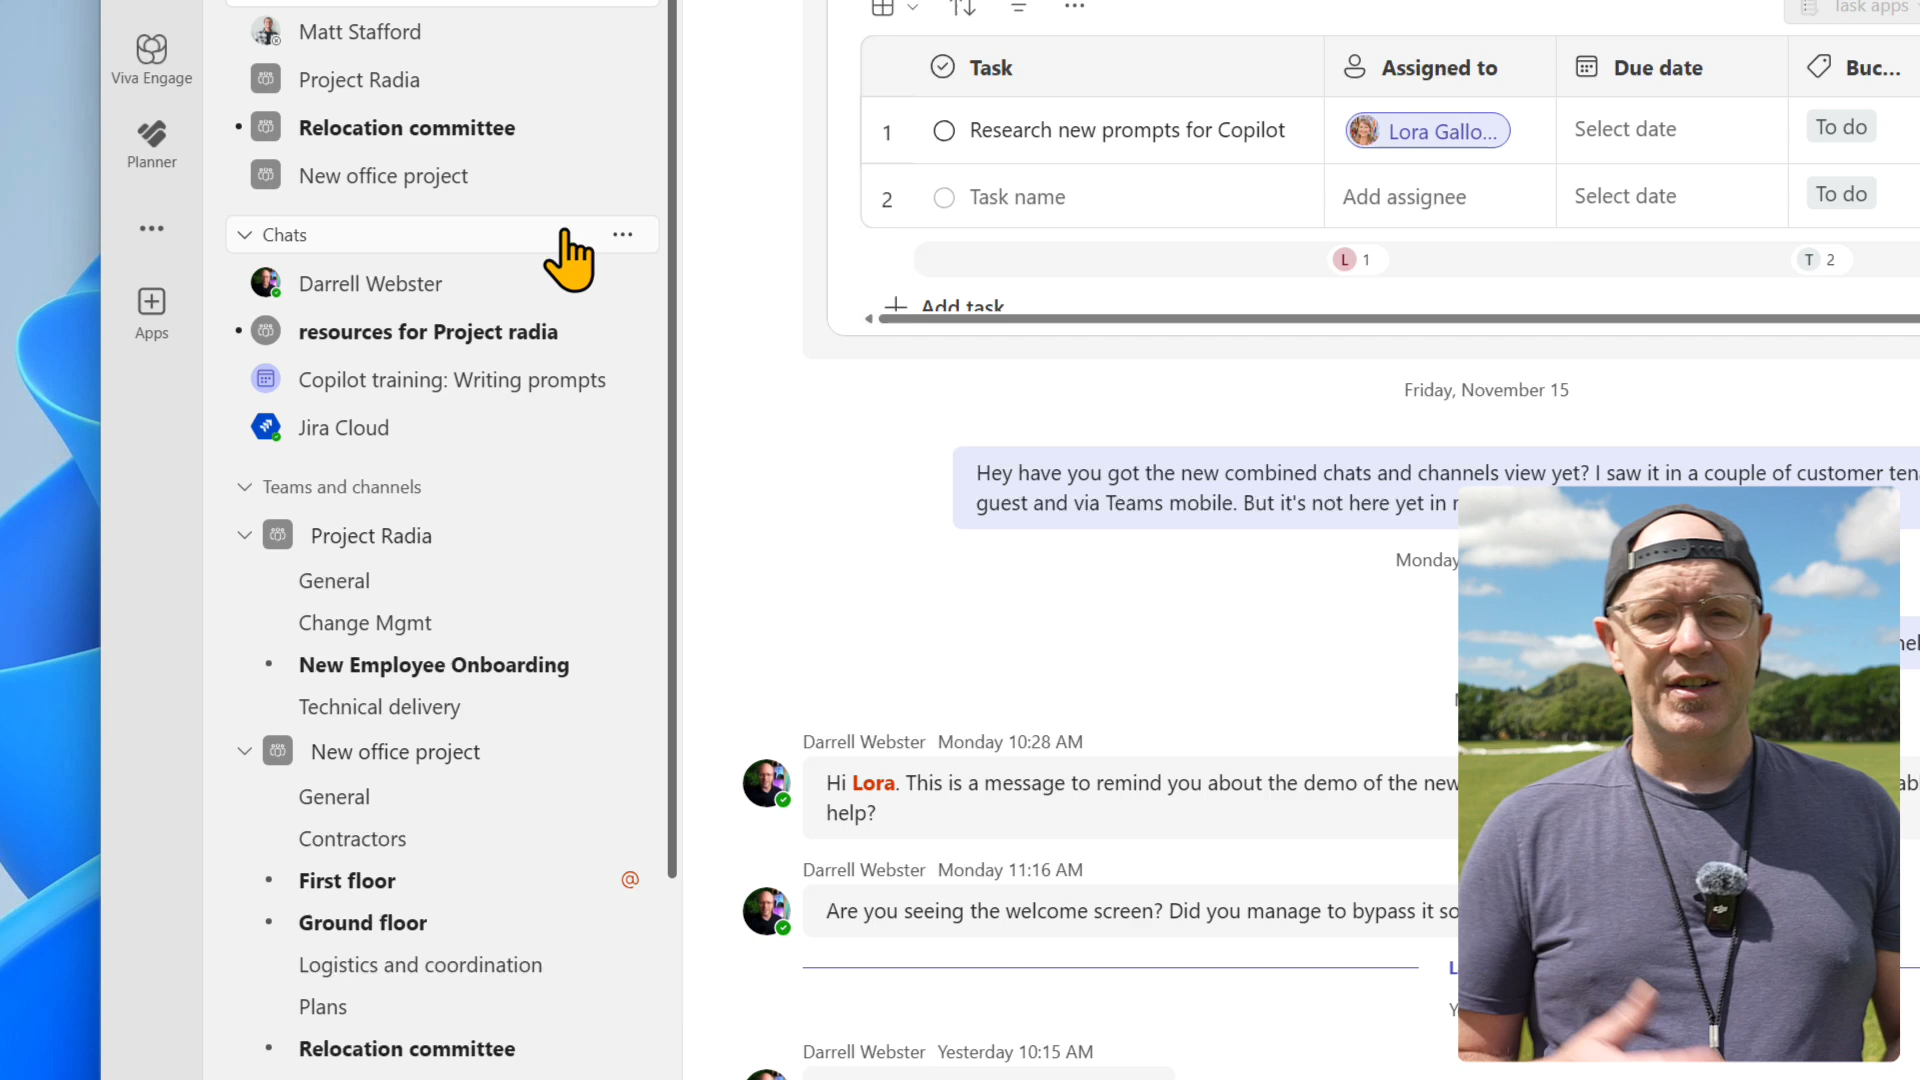 Viva Engage
Planner
Apps
Matt Stafford
Project Radia
Relocation committee
New office project
Chats
Darrell Webster
resources for Project radia
Copilot training: Writing prompts
Jira Cloud
Teams and channels
Project Radia
General
Change Mgmt
New Employee Onboarding
Technical delivery
New office project
General
Contractors
First floor @
Ground floor
Logistics and coordination
Plans
Relocation committee
Task apps
Task Assigned to Due date Buc...
1 Research new prompts for Copilot Lora Gallo... Select date To do
2 Task name Add assignee Select date To do
L 1 T 2
Add task
Friday, November 15
Hey have you got the new combined chats and channels view yet? I saw it in a couple of customer
guest and via Teams mobile. But it's not here yet in
Monday
Darrell Webster Monday 10:28 AM
Hi Lora. This is a message to remind you about the demo of the new
help?
Darrell Webster Monday 11:16 AM
Are you seeing the welcome screen? Did you manage to bypass it
Darrell Webster Yesterday 10:15 AM